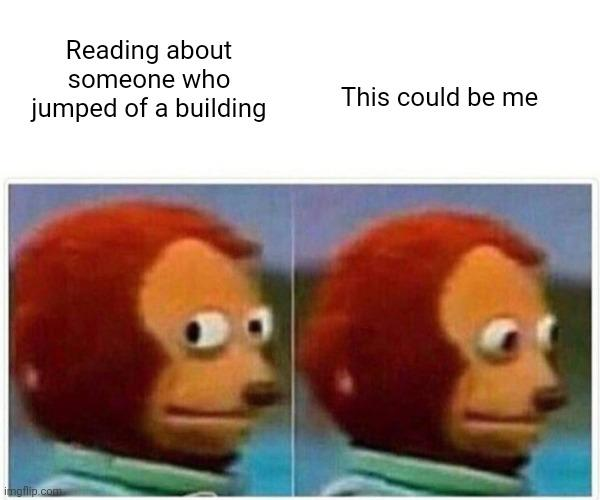 Reading about
someone who
jumped of a building
This could be me
imgflip.com